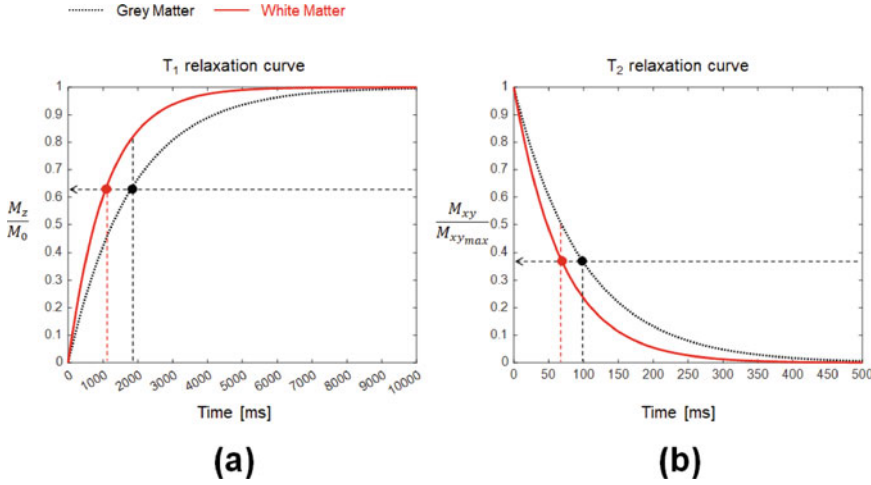 Grey Matter White Matter
T₁ relaxation curve
1
0.9
0.8
0.7
0.6
0.5
0.4
0.3
0.2
0.1
0
M_z
M_0
0 1000 2000 3000 4000 5000 6000 7000 8000 9000 10000
Time [ms]
(a)
T₂ relaxation curve
1
0.9
0.8
0.7
0.6
0.5
0.4
0.3
0.2
0.1
0
M_xy
M_xy_max
0 50 100 150 200 250 300 350 400 450 500
Time [ms]
(b)